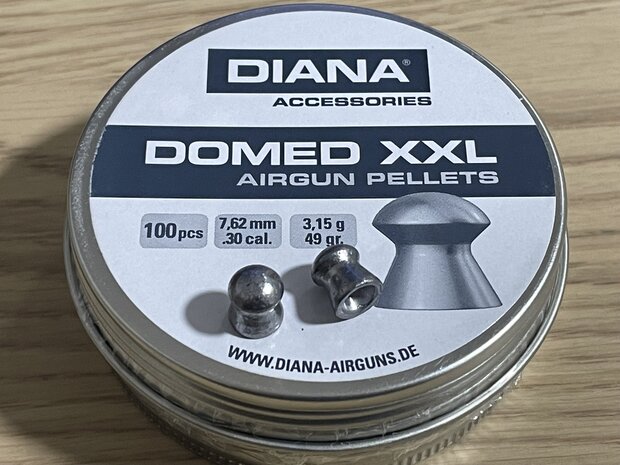 DIANA®
ACCESSORIES
DOMED XXL
AIRGUN PELLETS
100 pcs
7,62 mm
.30 cal.
3,15 g
49 gr.
WWW.DIANA-AIRGUNS.DE